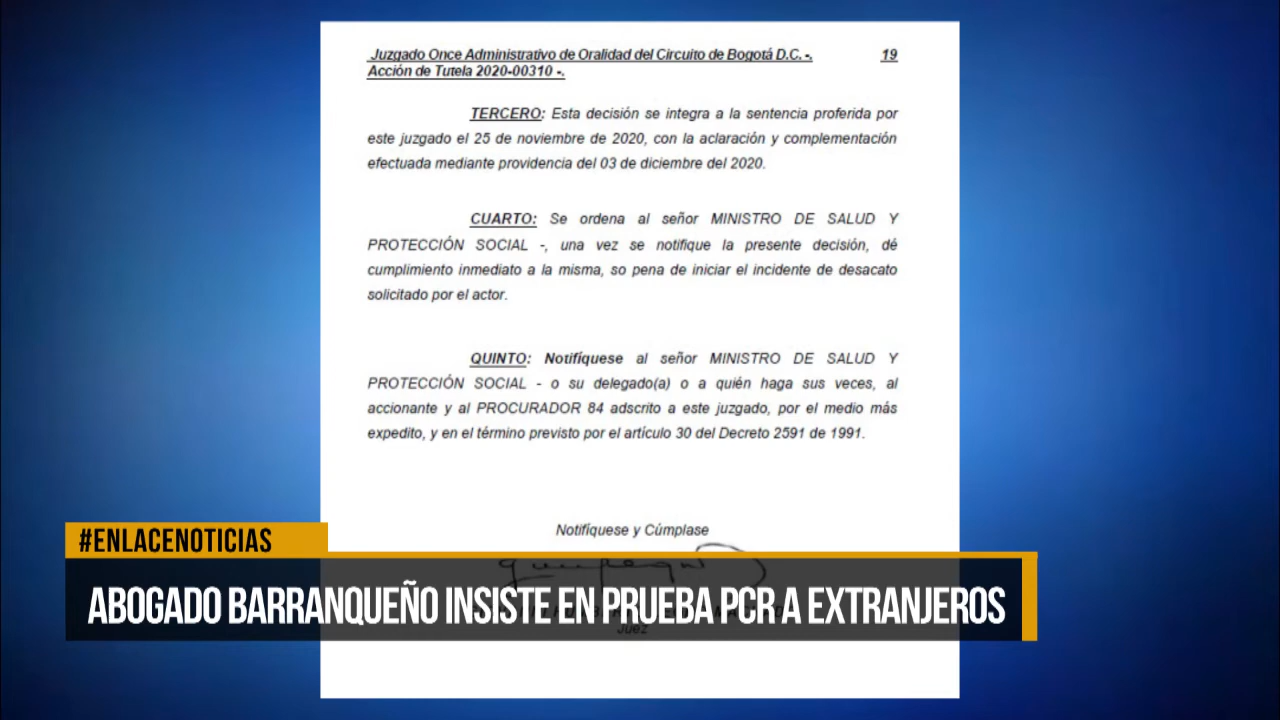 Juzgado Once Administrativo de Oralidad del Circuito de Bogotá D.C. -. 19
Acción de Tutela 2020-00310 -.
TERCERO: Esta decisión se integra a la sentencia proferida por
este juzgado el 25 de noviembre de 2020, con la aclaración y complementación
efectuada mediante providencia del 03 de diciembre del 2020.
CUARTO: Se ordena al señor MINISTRO DE SALUD Y
PROTECCIÓN SOCIAL -, una vez se notifique la presente decisión, dé
cumplimiento inmediato a la misma, so pena de iniciar el incidente de desacato
solicitado por el actor.
QUINTO: Notifíquese al señor MINISTRO DE SALUD Y
PROTECCIÓN SOCIAL - o su delegado(a) o a quién haga sus veces, al
accionante y al PROCURADOR 84 adscrito a este juzgado, por el medio más
expedito, y en el término previsto por el artículo 30 del Decreto 2591 de 1991.
Notifíquese y Cúmplase
#ENLACENOTICIAS
ABOGADO BARRANQUEÑO INSISTE EN PRUEBA PCR A EXTRANJEROS
Juez